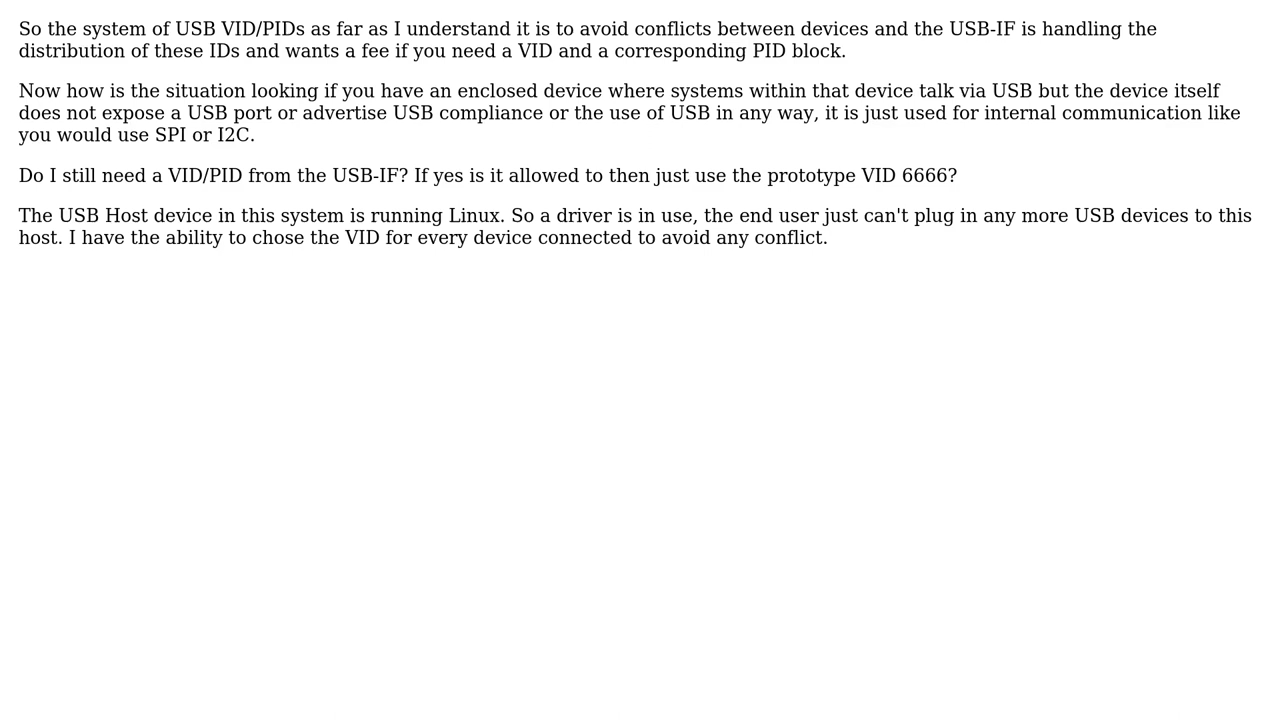 So the system of USB VID/PIDs as far as I understand it is to avoid conflicts between devices and the USB-IF is handling the
distribution of these IDs and wants a fee if you need a VID and a corresponding PID block.
Now how is the situation looking if you have an enclosed device where systems within that device talk via USB but the device itself
does not expose a USB port or advertise USB compliance or the use of USB in any way, it is just used for internal communication like
you would use SPI or I2C.
Do I still need a VID/PID from the USB-IF? If yes is it allowed to then just use the prototype VID 6666?
The USB Host device in this system is running Linux. So a driver is in use, the end user just can't plug in any more USB devices to this
host. I have the ability to chose the VID for every device connected to avoid any conflict.